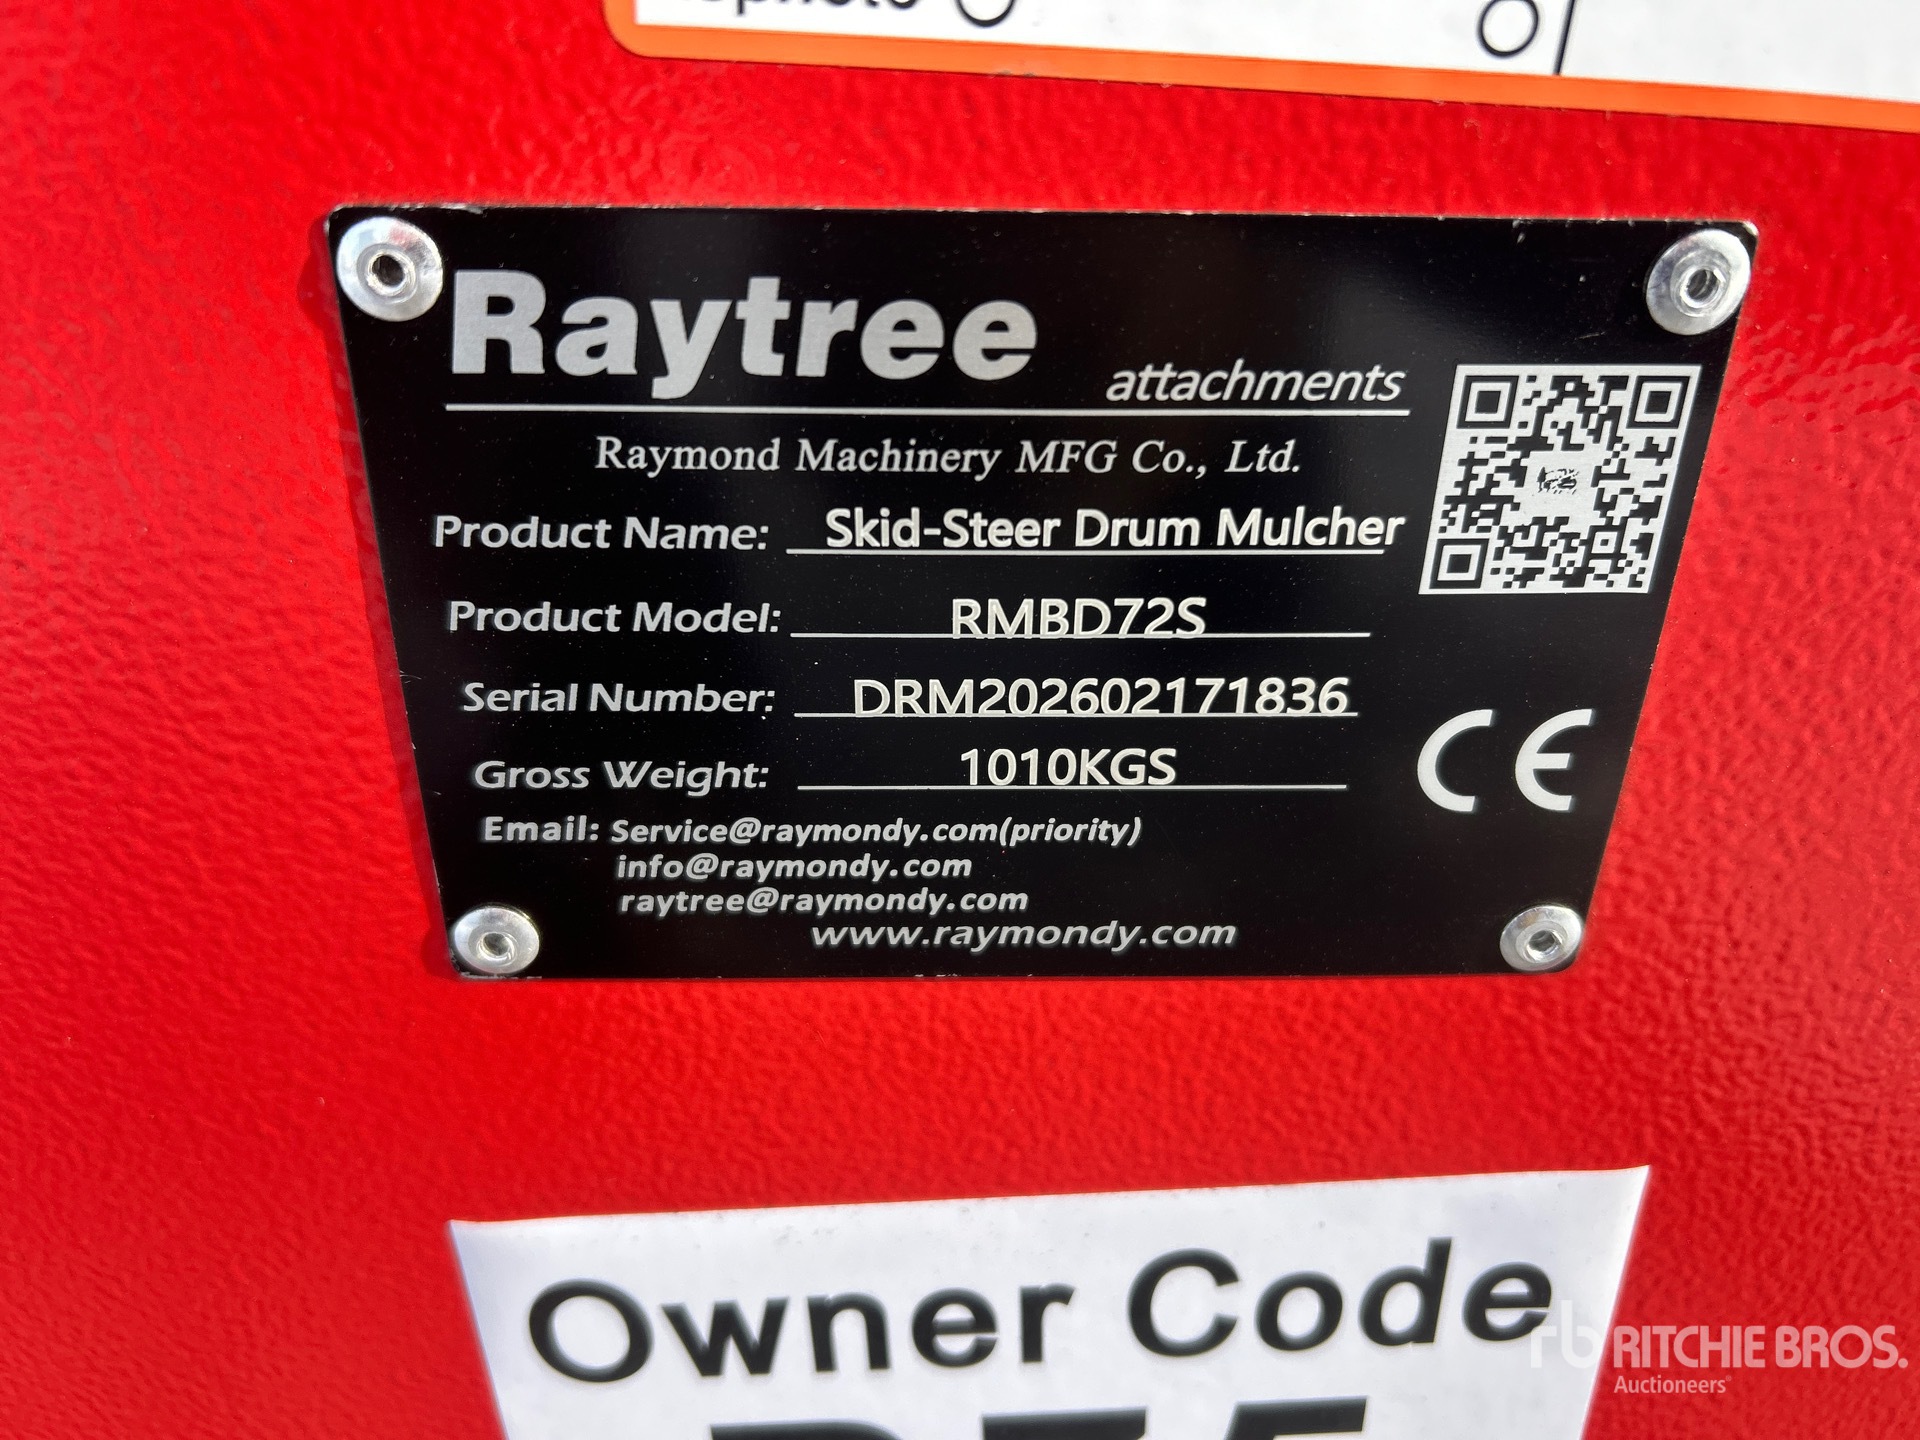 Raytree
attachments
Raymond Machinery MFG Co., Ltd.
Product Name: Skid-Steer Drum Mulcher
Product Model: RMBD72S
Serial Number: DRM202602171836
Gross Weight: 1010KGS
CE
Email: Service@raymondy.com(priority)
info@raymondy.com
raytree@raymondy.com
www.raymondy.com
Owner Code
rb RITCHIE BROS.
Auctioneers